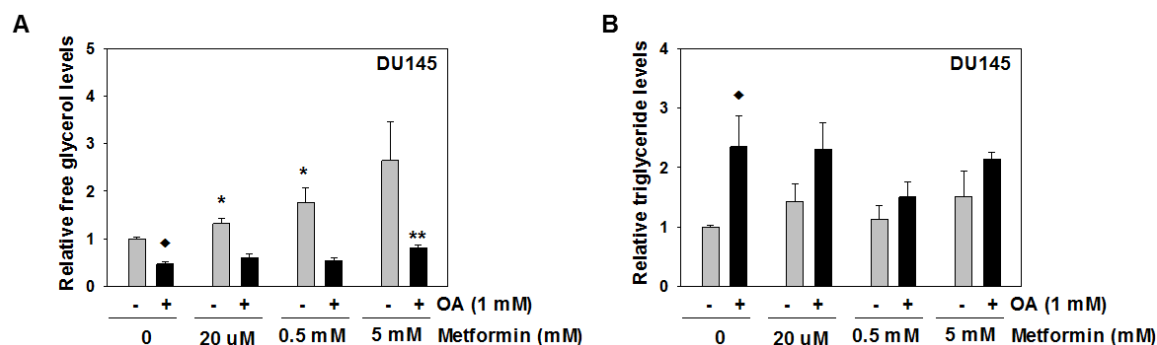 A
Relative free glycerol levels
5
4
3
2
1
0
DU145
*
*
**
- + - + - + - + OA (1 mM)
0 20 uM 0.5 mM 5 mM Metformin (mM)
B
Relative triglyceride levels
4
3
2
1
0
DU145
- + - + - + - + OA (1 mM)
0 20 uM 0.5 mM 5 mM Metformin (mM)